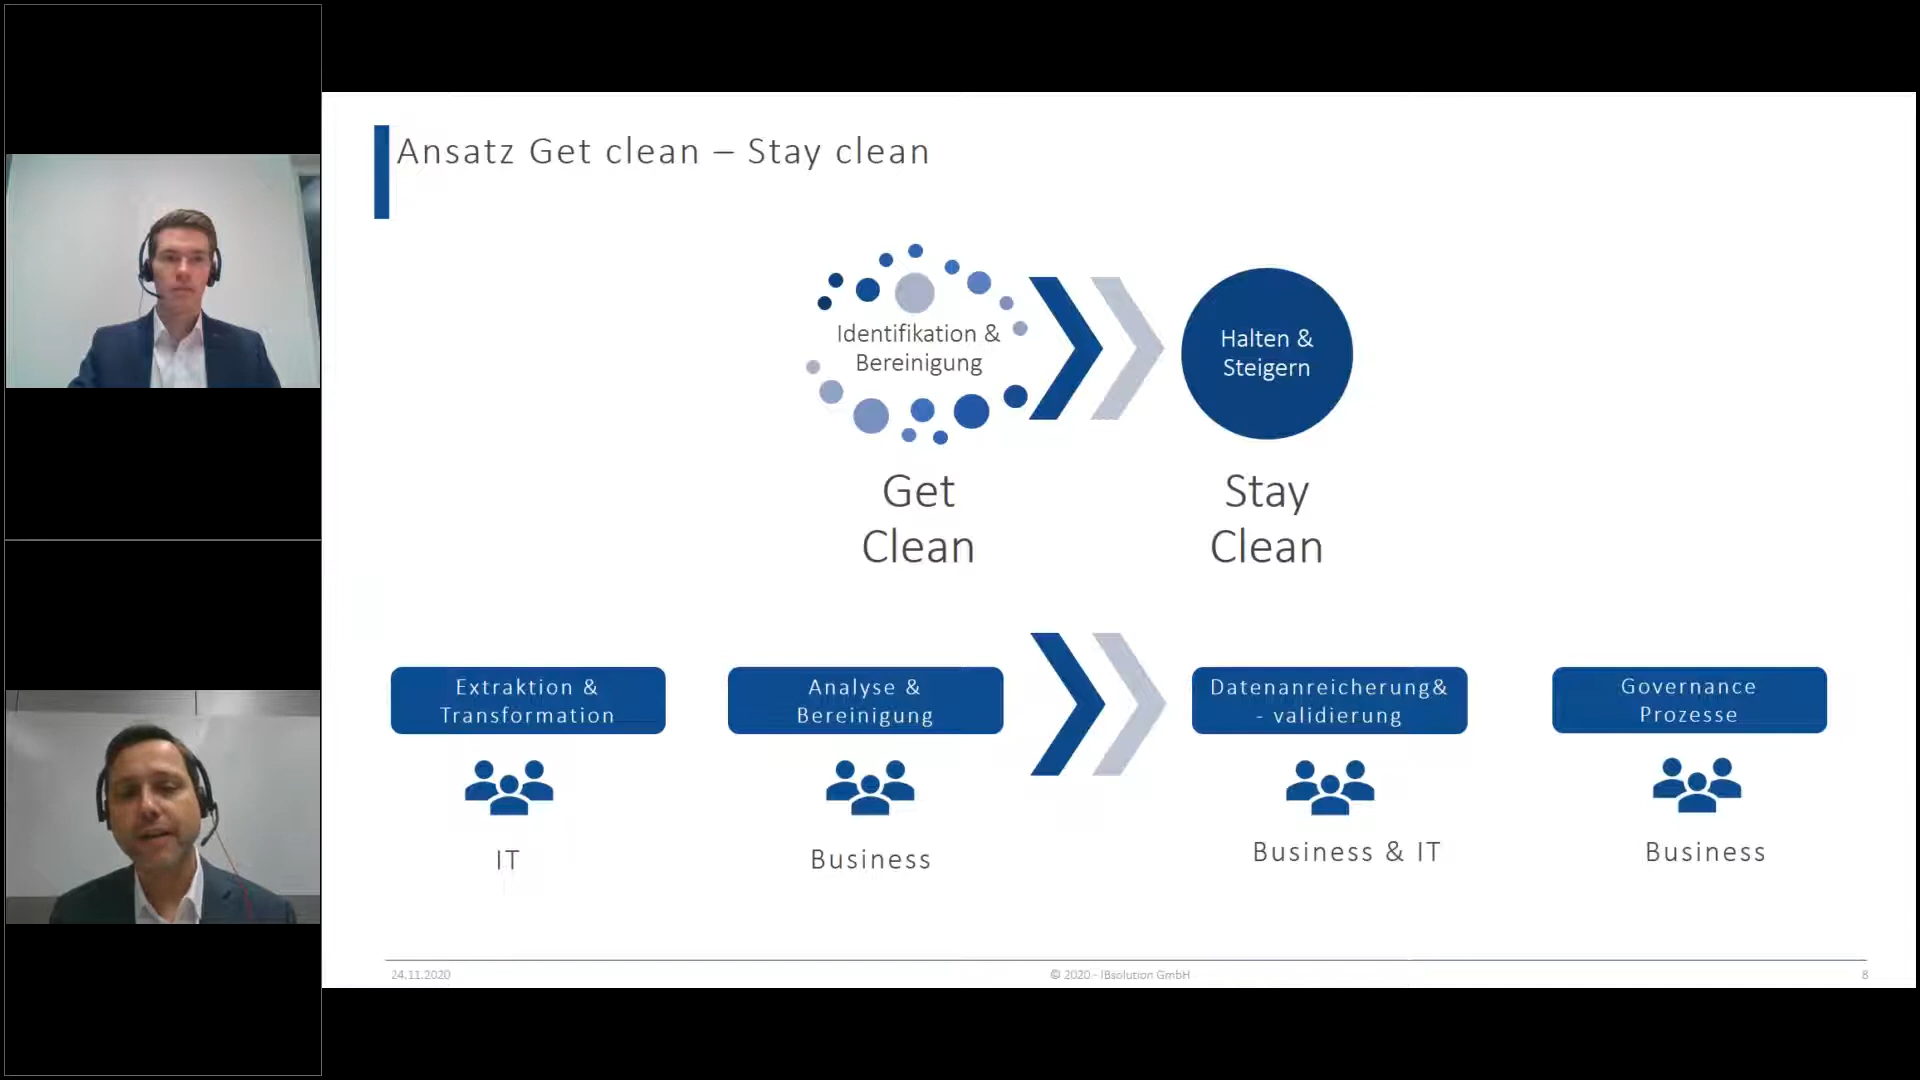 Ansatz Get clean – Stay clean
Identifikation &
Bereinigung
Halten &
Steigern
Get
Clean
Stay
Clean
Extraktion &
Transformation
Analyse &
Bereinigung
Datenanreicherung&
- validierung
Governance
Prozesse
IT
Business
Business & IT
Business
24.11.2020
© 2020 - IBsolution GmbH
8